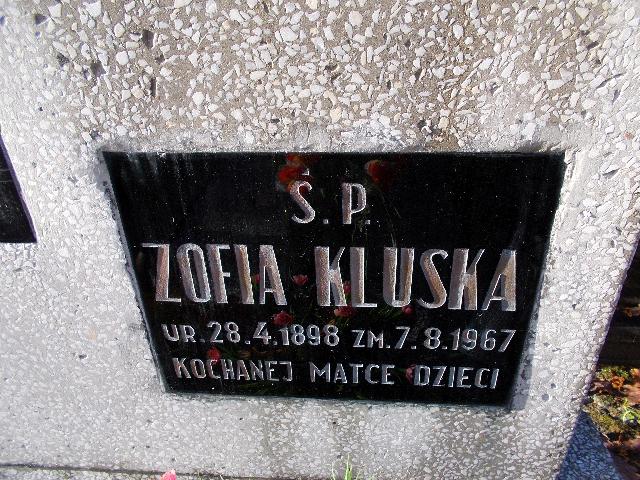 Ś. P.
ZOFIA KLUSKA
UR. 28.4.1898 ZM. 7.8.1967
KOCHANEJ MATCE DZIECI